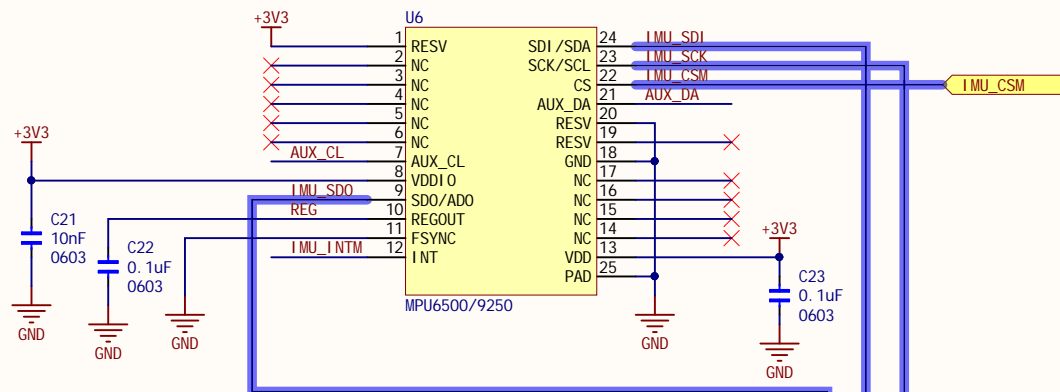 U6
+3V3
1 RESV
2 NC
3 NC
4 NC
5 NC
6 NC
AUX_CL 7 AUX_CL
8 VDDIO
IMU_SDO 9 SDO/ADO
REG 10 REGOUT
11 FSYNC
IMU_INTM 12 INT
SDI/SDA 24 IMU_SDI
SCK/SCL 23 IMU_SCK
CS 22 IMU_CSM
IMU_CSM
AUX_DA 21 AUX_DA
RESV 20
RESV 19
GND 18
NC 17
NC 16
NC 15
NC 14
VDD 13
PAD 25
MPU6500/9250
+3V3
C21
10nF
0603
GND
C22
0.1uF
0603
GND
GND
GND
+3V3
C23
0.1uF
0603
GND